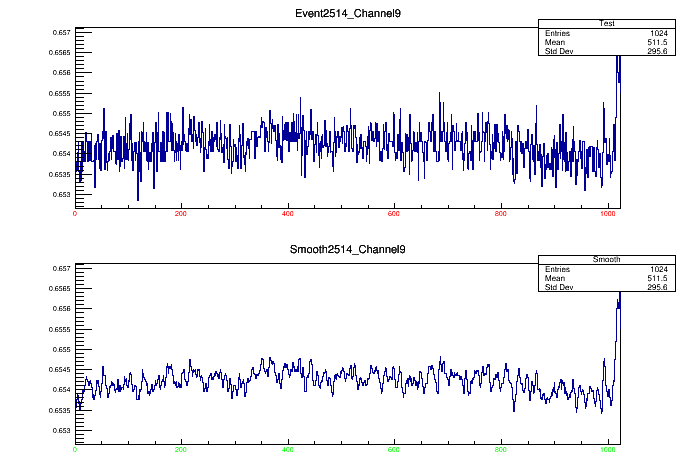 Event2514_Channel9
Test
Entries 1024
Mean 511.5
Std Dev 295.6
0.657
0.6565
0.656
0.6555
0.655
0.6545
0.654
0.6535
0.653
0 200 400 600 800 1000
Smooth2514_Channel9
Smooth
Entries 1024
Mean 511.5
Std Dev 295.6
0.657
0.6565
0.656
0.6555
0.655
0.6545
0.654
0.6535
0.653
0 200 400 600 800 1000